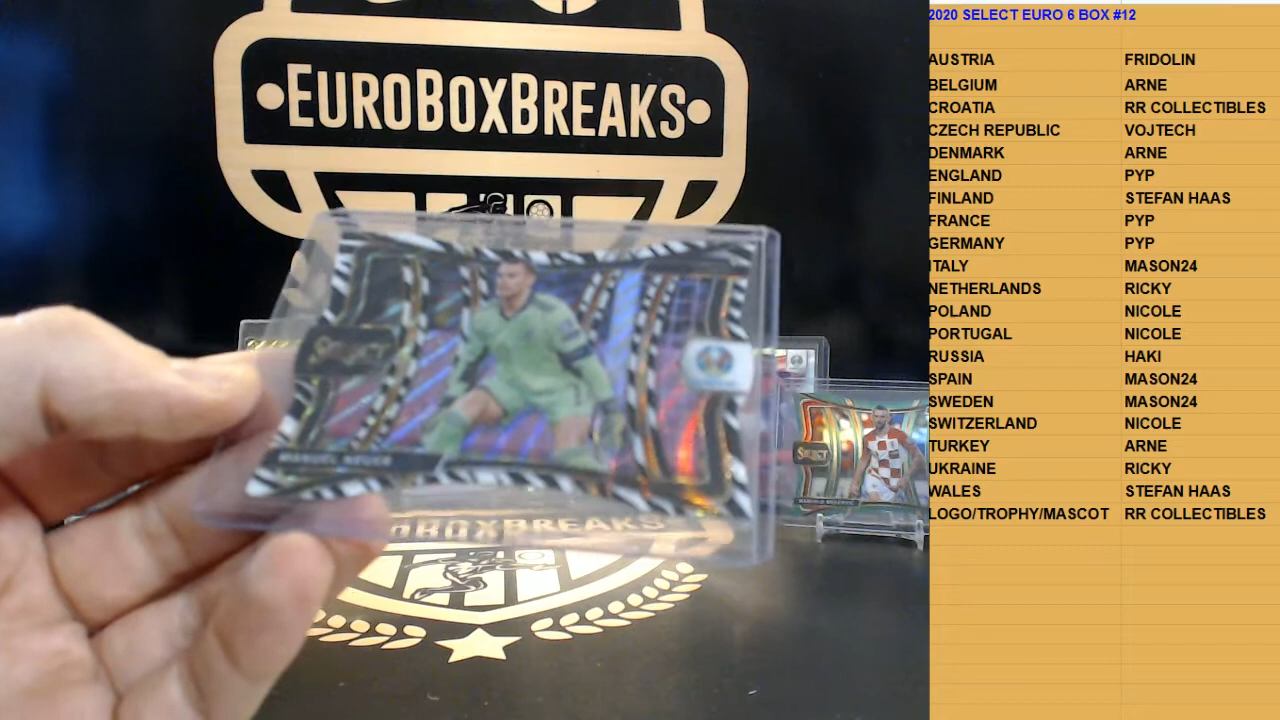 EUROBOXBREAKS
SELECT
MANUEL NEUER
SELECT
EUROBOXBREAKS
2020 SELECT EURO 6 BOX #12
AUSTRIA FRIDOLIN
BELGIUM ARNE
CROATIA RR COLLECTIBLES
CZECH REPUBLIC VOJTECH
DENMARK ARNE
ENGLAND PYP
FINLAND STEFAN HAAS
FRANCE PYP
GERMANY PYP
ITALY MASON24
NETHERLANDS RICKY
POLAND NICOLE
PORTUGAL NICOLE
RUSSIA HAKI
SPAIN MASON24
SWEDEN MASON24
SWITZERLAND NICOLE
TURKEY ARNE
UKRAINE RICKY
WALES STEFAN HAAS
LOGO/TROPHY/MASCOT RR COLLECTIBLES